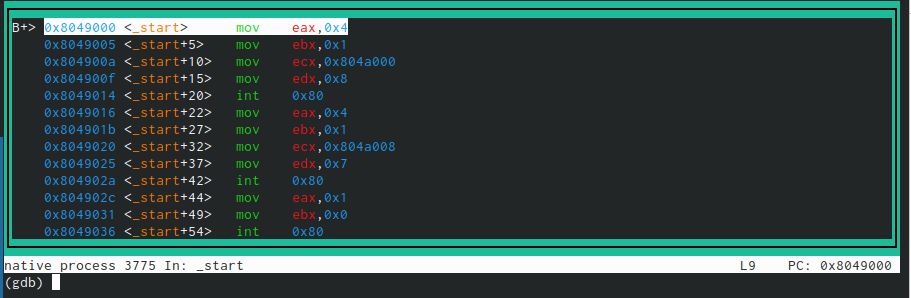 B+> 0x8049000 <_start> mov eax,0x4
0x8049005 <_start+5> mov ebx,0x1
0x804900a <_start+10> mov ecx,0x804a000
0x804900f <_start+15> mov edx,0x8
0x8049014 <_start+20> int 0x80
0x8049016 <_start+22> mov eax,0x4
0x804901b <_start+27> mov ebx,0x1
0x8049020 <_start+32> mov ecx,0x804a008
0x8049025 <_start+37> mov edx,0x7
0x804902a <_start+42> int 0x80
0x804902c <_start+44> mov eax,0x1
0x8049031 <_start+49> mov ebx,0x0
0x8049036 <_start+54> int 0x80
native process 3775 In: _start L9 PC: 0x8049000
(gdb)